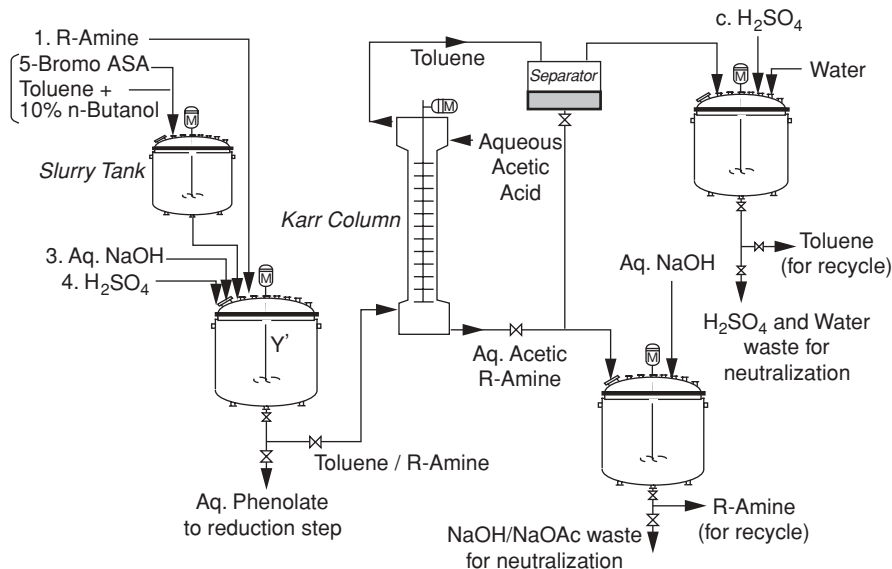 1. R-Amine
5-Bromo ASA
Toluene +
10% n-Butanol
M
Slurry Tank
3. Aq. NaOH
4. H₂SO₄
M
Y'
Aq. Phenolate
to reduction step
Toluene / R-Amine
Toluene
M
Karr Column
Aqueous
Acetic
Acid
Separator
Aq. Acetic
R-Amine
c. H₂SO₄
Water
M
Toluene
(for recycle)
H₂SO₄ and Water
waste for
neutralization
Aq. NaOH
M
R-Amine
(for recycle)
NaOH/NaOAc waste
for neutralization